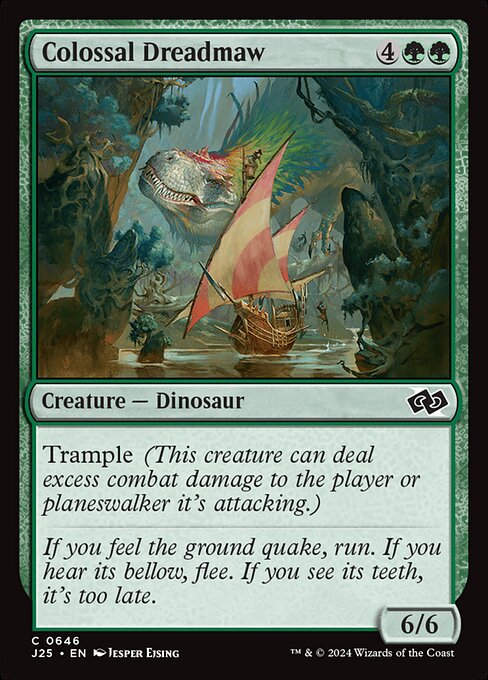 Colossal Dreadmaw 4
Creature — Dinosaur
Trample (This creature can deal
excess combat damage to the player or
planeswalker it's attacking.)
If you feel the ground quake, run. If you
hear its bellow, flee. If you see its teeth,
it's too late.
6/6
C 0646
J25 • EN Jesper Ejsing
™ & © 2024 Wizards of the Coast